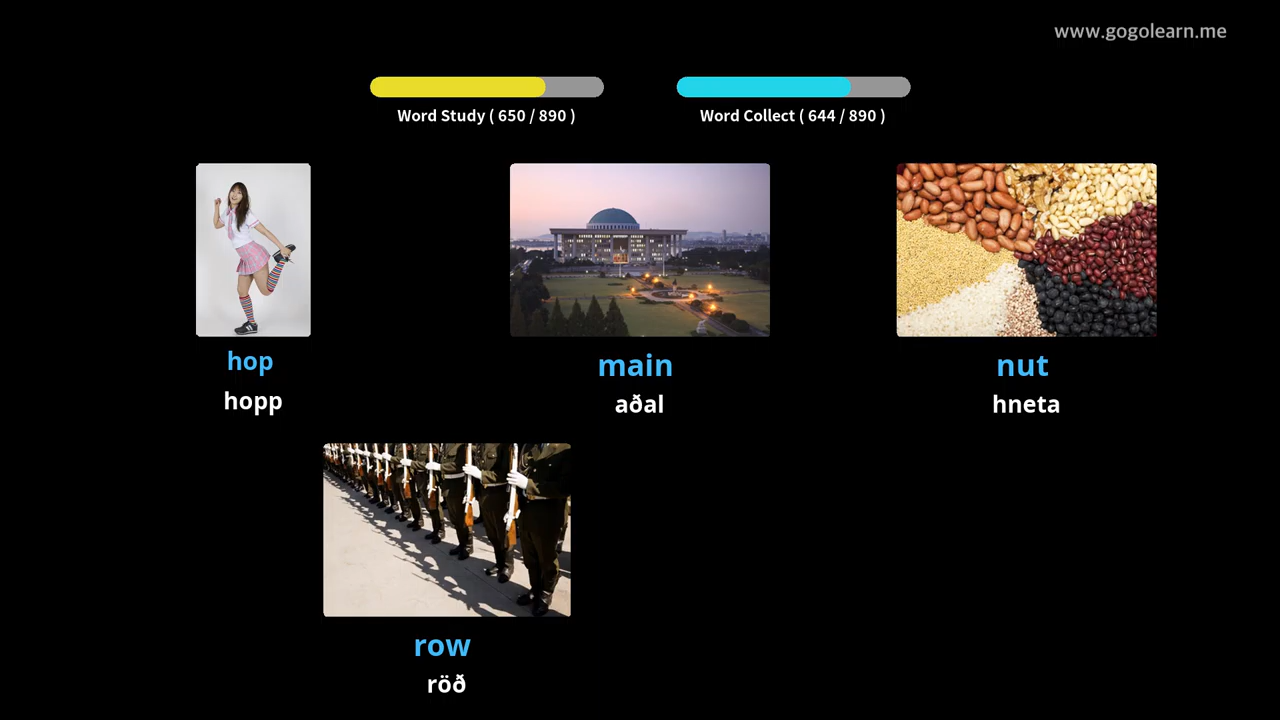 www.gogolearn.me
Word Study ( 650 / 890 )
Word Collect ( 644 / 890 )
hop
hopp
main
aðal
nut
hneta
row
röð